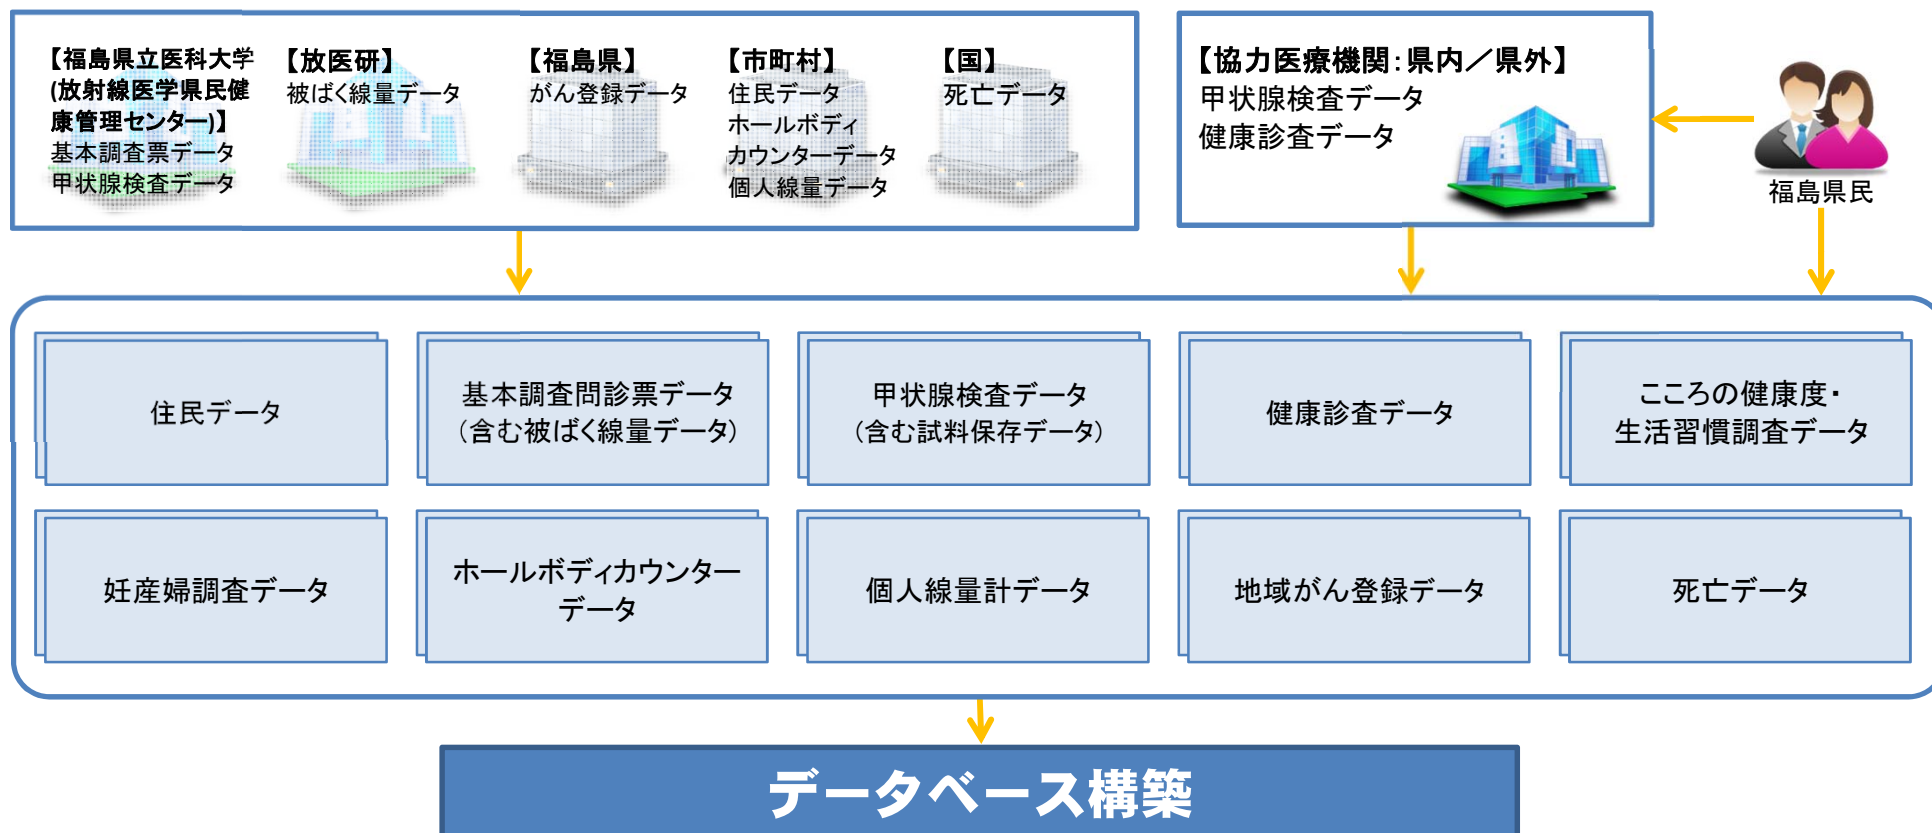 【福島県立医科大学
(放射線医学県民健
康管理センター)】
基本調査票データ
甲状腺検査データ
【放医研】
被ばく線量データ
【福島県】
がん登録データ
【市町村】
住民データ
ホールボディ
カウンターデータ
個人線量データ
【国】
死亡データ
【協力医療機関：県内／県外】
甲状腺検査データ
健康診査データ
福島県民
住民データ
基本調査問診票データ
（含む被ばく線量データ）
甲状腺検査データ
（含む試料保存データ）
健康診査データ
こころの健康度・
生活習慣調査データ
妊産婦調査データ
ホールボディカウンター
データ
個人線量計データ
地域がん登録データ
死亡データ
データベース構築